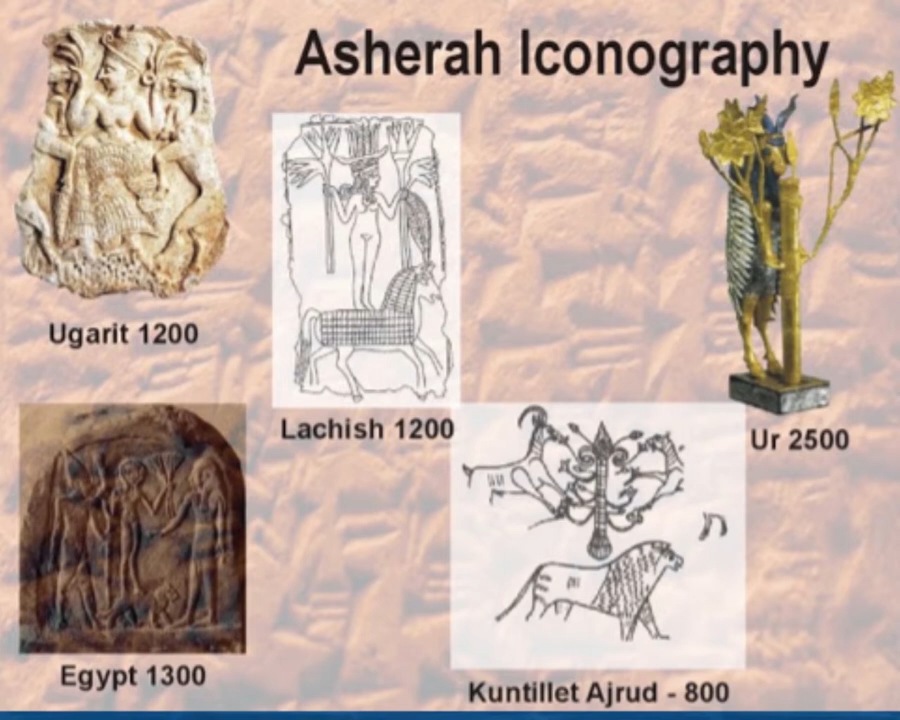 Asherah Iconography
Ugarit 1200
Lachish 1200
Ur 2500
Egypt 1300
Kuntillet Ajrud - 800